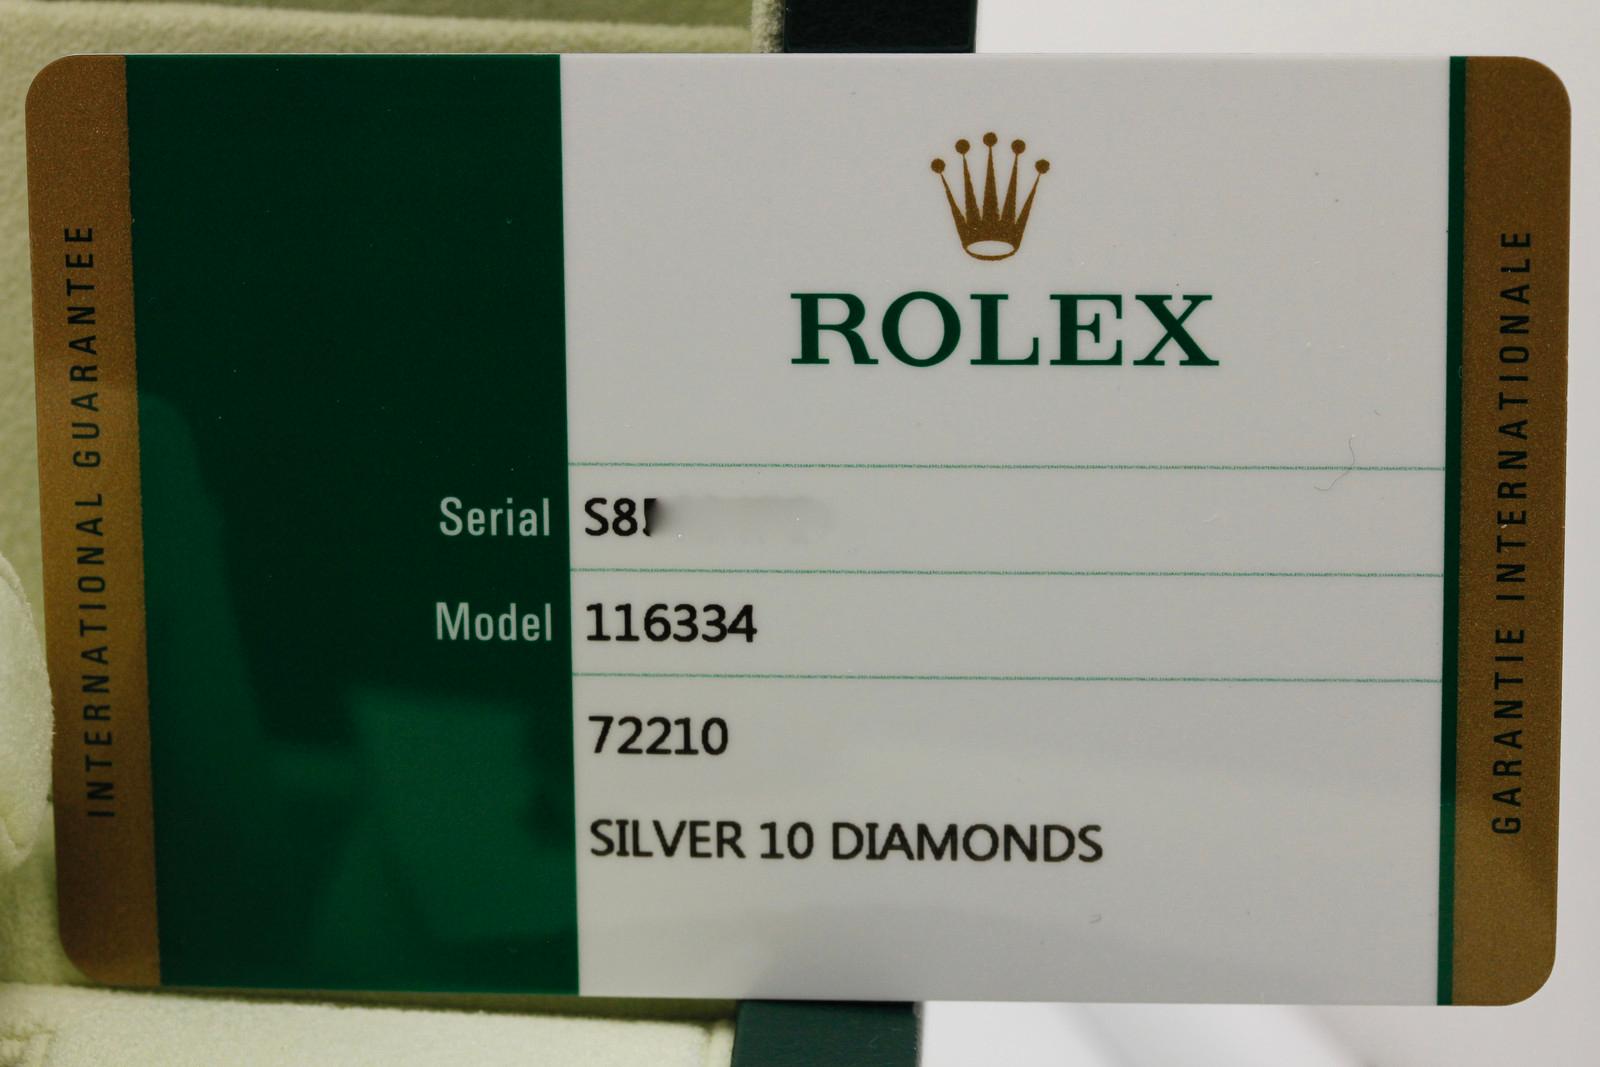 INTERNATIONAL GUARANTEE
ROLEX
Serial S8
Model 116334
72210
SILVER 10 DIAMONDS
GARANTIE INTERNATIONALE